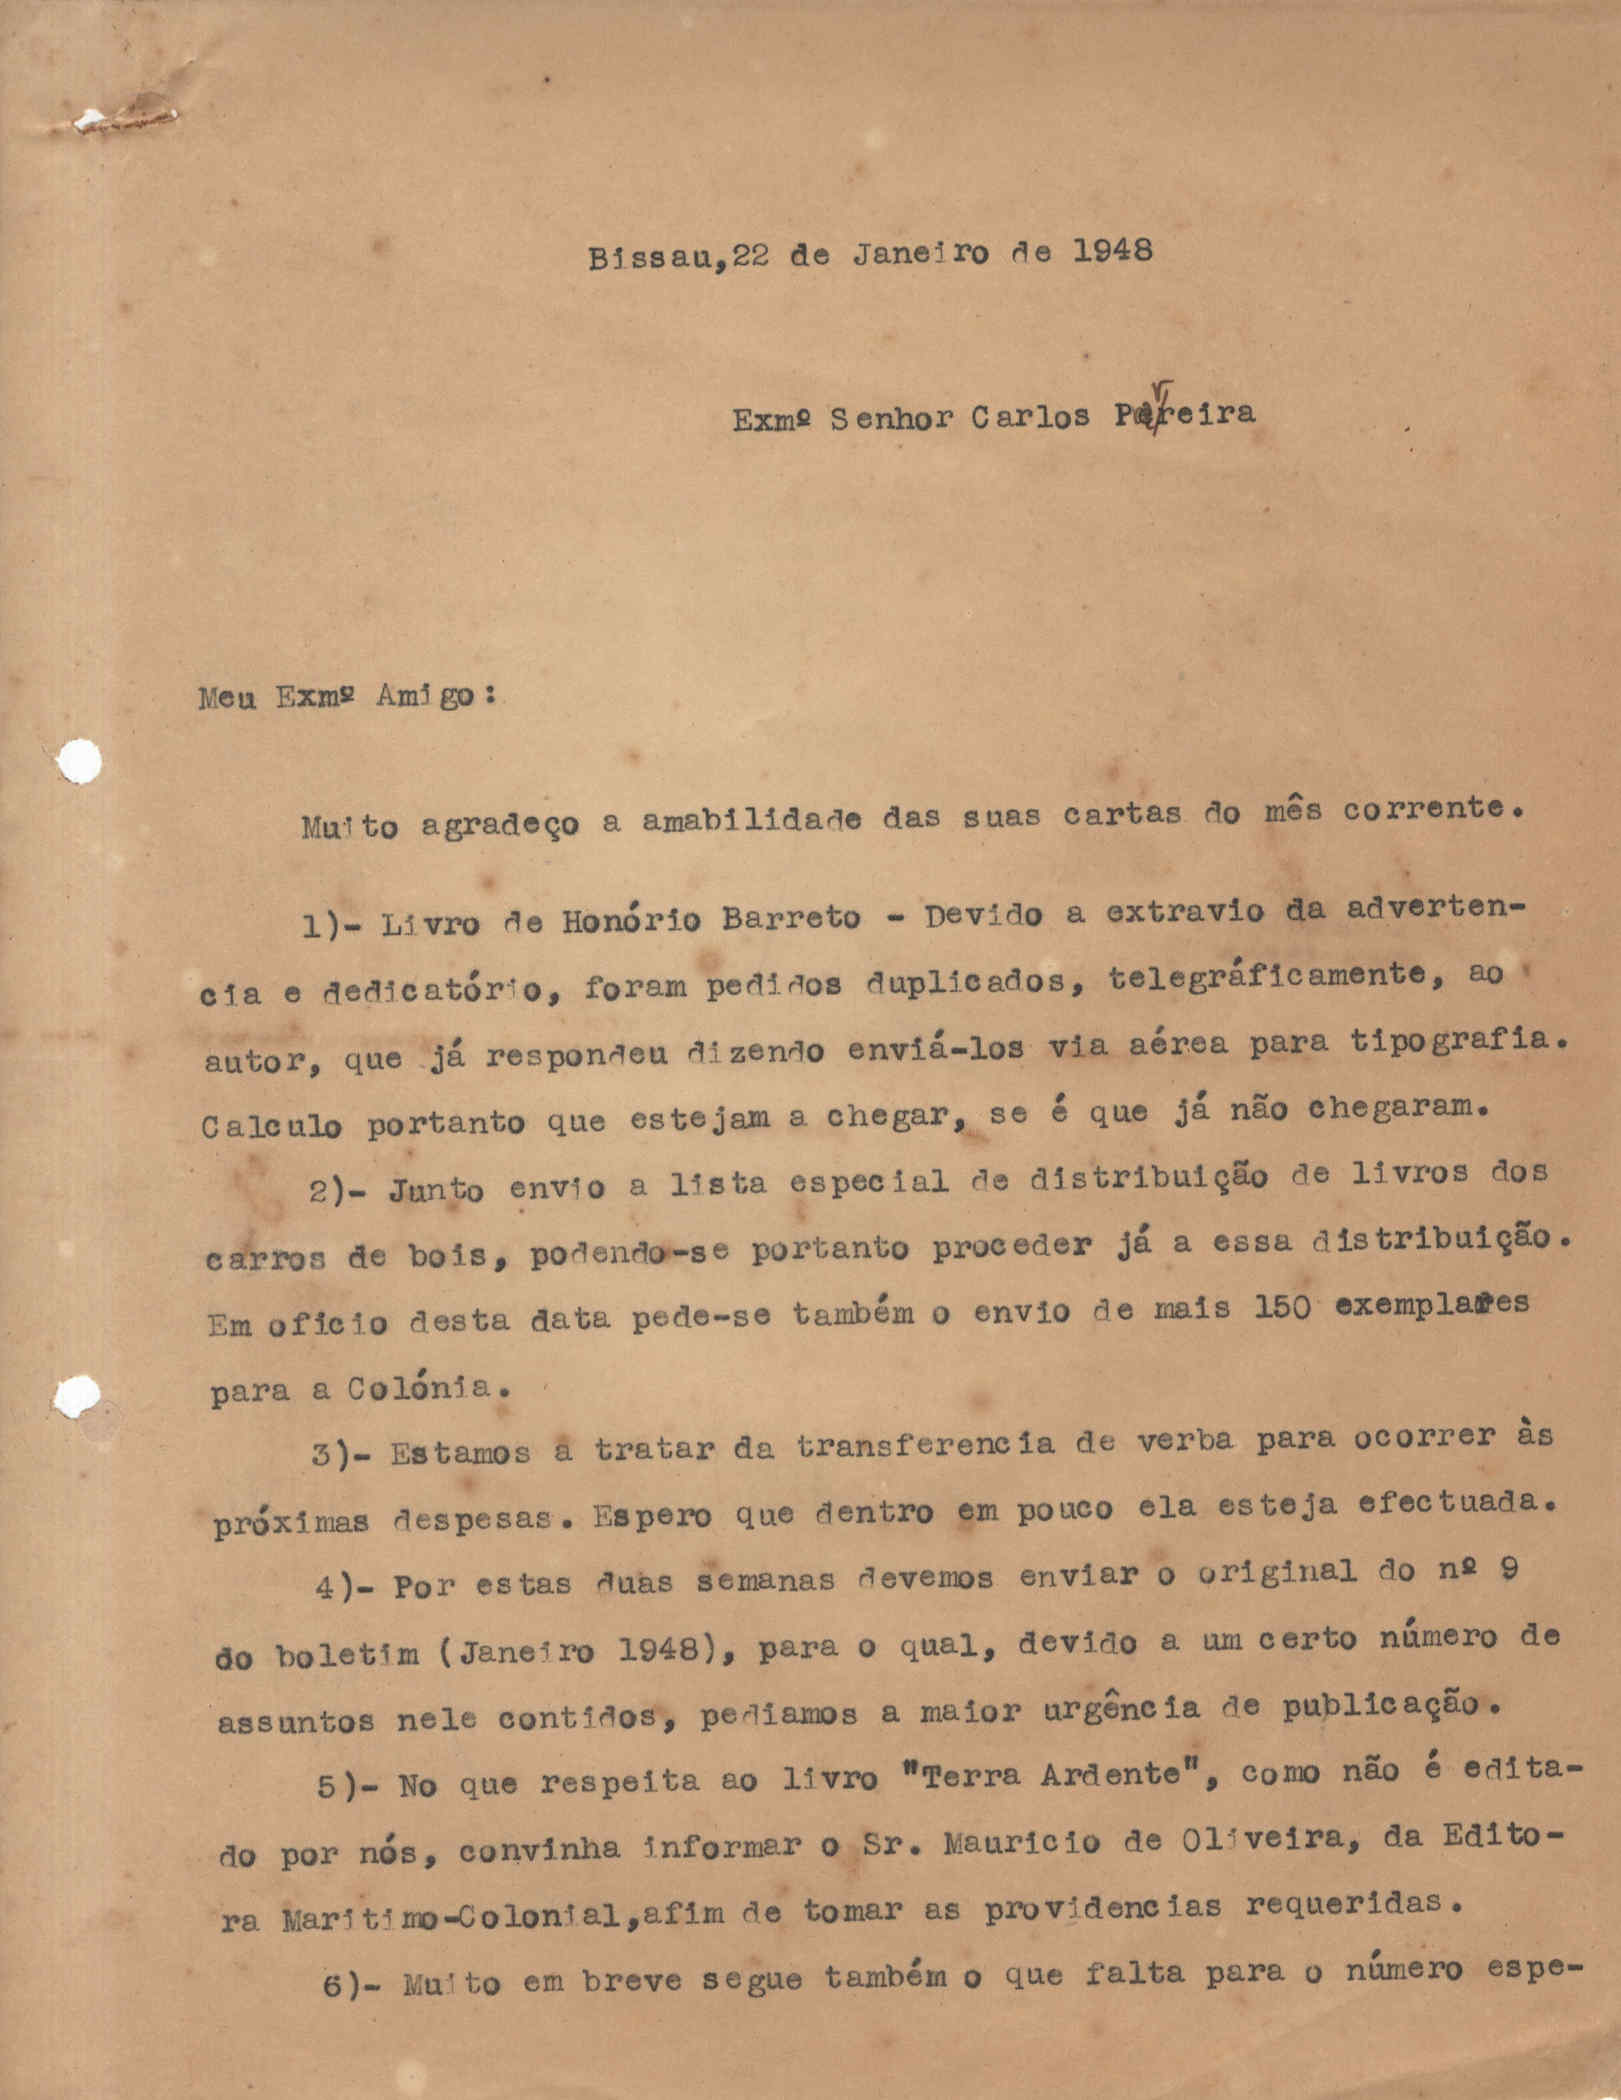 Bissau,22 de Janeiro de 1948
Exmº Senhor Carlos Parreira
Meu Exmº Amigo:
Muito agradeço a amabilidade das suas cartas do mês corrente.
1)- Livro de Honório Barreto - Devido a extravio da adverten-
cia e dedicatório, foram pedidos duplicados, telegráficamente, ao
autor, que já respondeu dizendo enviá-los via aérea para tipografia.
Calculo portanto que estejam a chegar, se é que já não chegaram.
2)- Junto envio a lista especial de distribuição de livros dos
carros de bois, podendo-se portanto proceder já a essa distribuição.
Em oficio desta data pede-se também o envio de mais 150 exemplares
para a Colónia.
3)- Estamos a tratar da transferencia de verba para ocorrer às
próximas despesas. Espero que dentro em pouco ela esteja efectuada.
4)- Por estas duas semanas devemos enviar o original do nº 9
do boletim (Janeiro 1948), para o qual, devido a um certo número de
assuntos nele contidos, pediamos a maior urgência de publicação.
5)- No que respeita ao livro "Terra Ardente", como não é edita-
do por nós, convinha informar o Sr. Mauricio de Oliveira, da Edito-
ra Maritimo-Colonial,afim de tomar as providencias requeridas.
6)- Muito em breve segue também o que falta para o número espe-